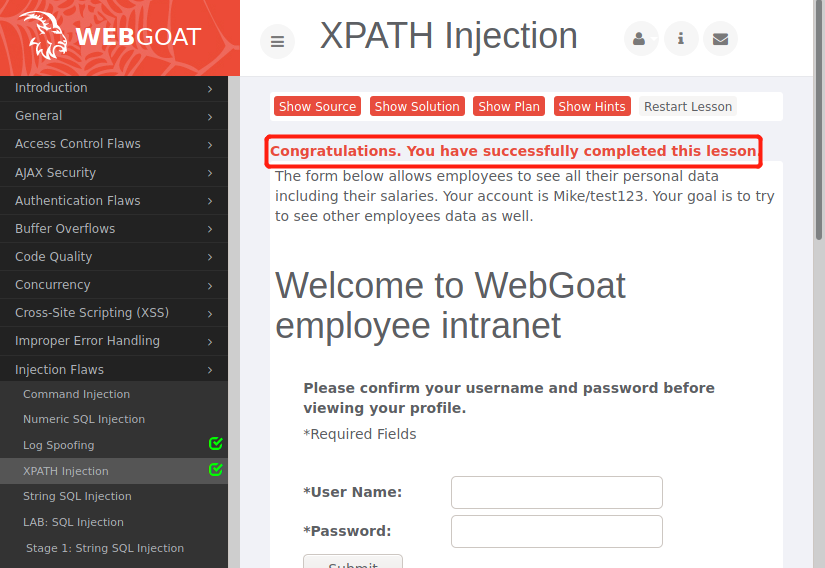 WEBGOAT
XPATH Injection
Introduction
General
Access Control Flaws
AJAX Security
Authentication Flaws
Buffer Overflows
Code Quality
Concurrency
Cross-Site Scripting (XSS)
Improper Error Handling
Injection Flaws
Command Injection
Numeric SQL Injection
Log Spoofing
XPATH Injection
String SQL Injection
LAB: SQL Injection
Stage 1: String SQL Injection
Show Source Show Solution Show Plan Show Hints Restart Lesson
Congratulations. You have successfully completed this lesson.
The form below allows employees to see all their personal data
including their salaries. Your account is Mike/test123. Your goal is to try
to see other employees data as well.
Welcome to WebGoat
employee intranet
Please confirm your username and password before
viewing your profile.
*Required Fields
*User Name:
*Password:
Submit